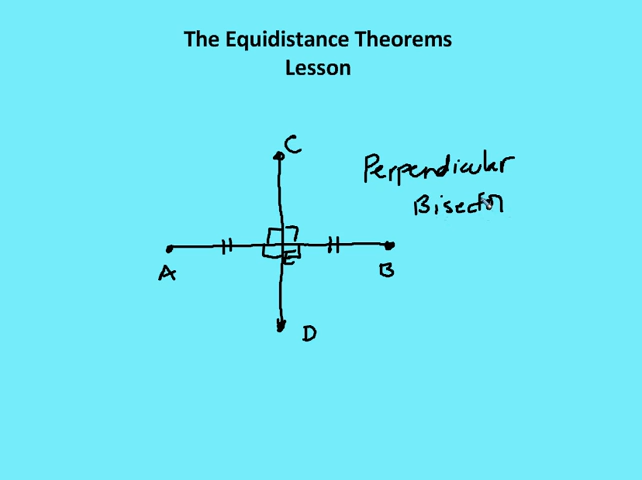 The Equidistance Theorems
Lesson
C
Perpendicular
Bisector
E
A
B
D